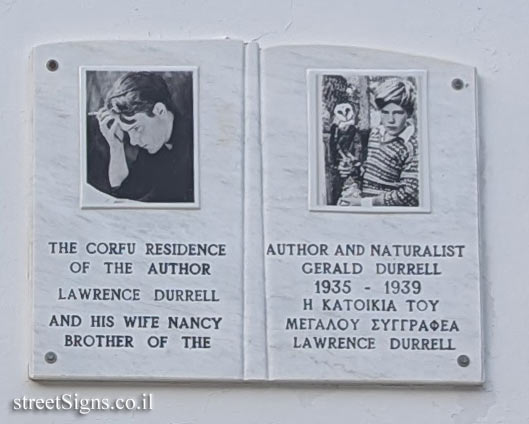 THE CORFU RESIDENCE
OF THE AUTHOR
LAWRENCE DURRELL
AND HIS WIFE NANCY
BROTHER OF THE
AUTHOR AND NATURALIST
GERALD DURRELL
1935 - 1939
Η ΚΑΤΟΙΚΙΑ ΤΟΥ
ΜΕΓΑΛΟΥ ΣΥΓΓΡΑΦΕΑ
LAWRENCE DURRELL
streetSigns.co.il